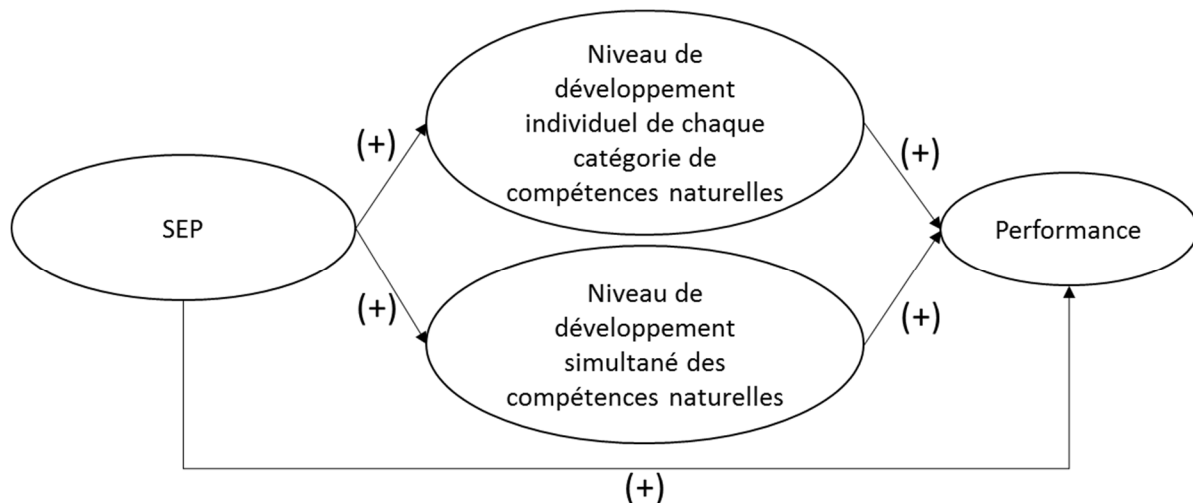 Niveau de
développement
individuel de chaque
catégorie de
compétences naturelles
(+)
(+)
SEP
Performance
(+)
(+)
Niveau de
développement
simultané des
compétences naturelles
(+)